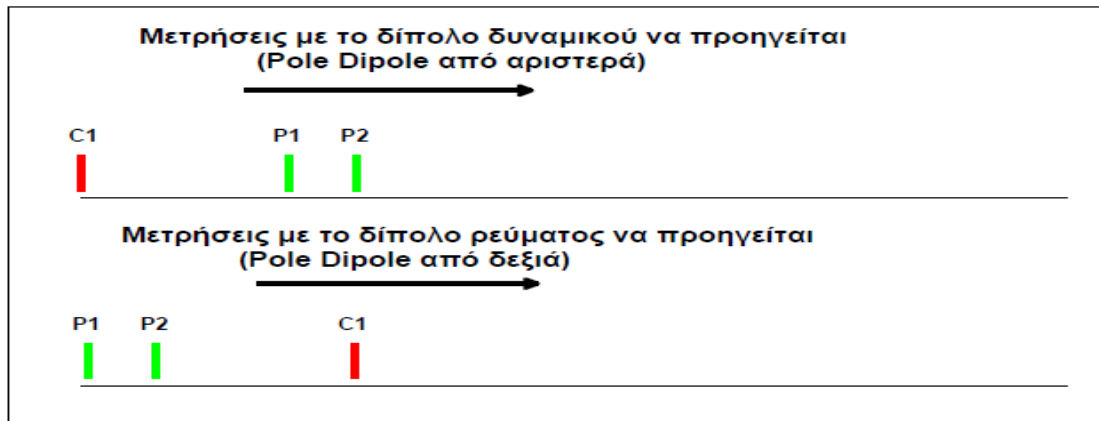 Μετρήσεις με το δίπολο δυναμικού να προηγείται
(Pole Dipole από αριστερά)
C1 P1 P2
Μετρήσεις με το δίπολο ρεύματος να προηγείται
(Pole Dipole από δεξιά)
P1 P2 C1